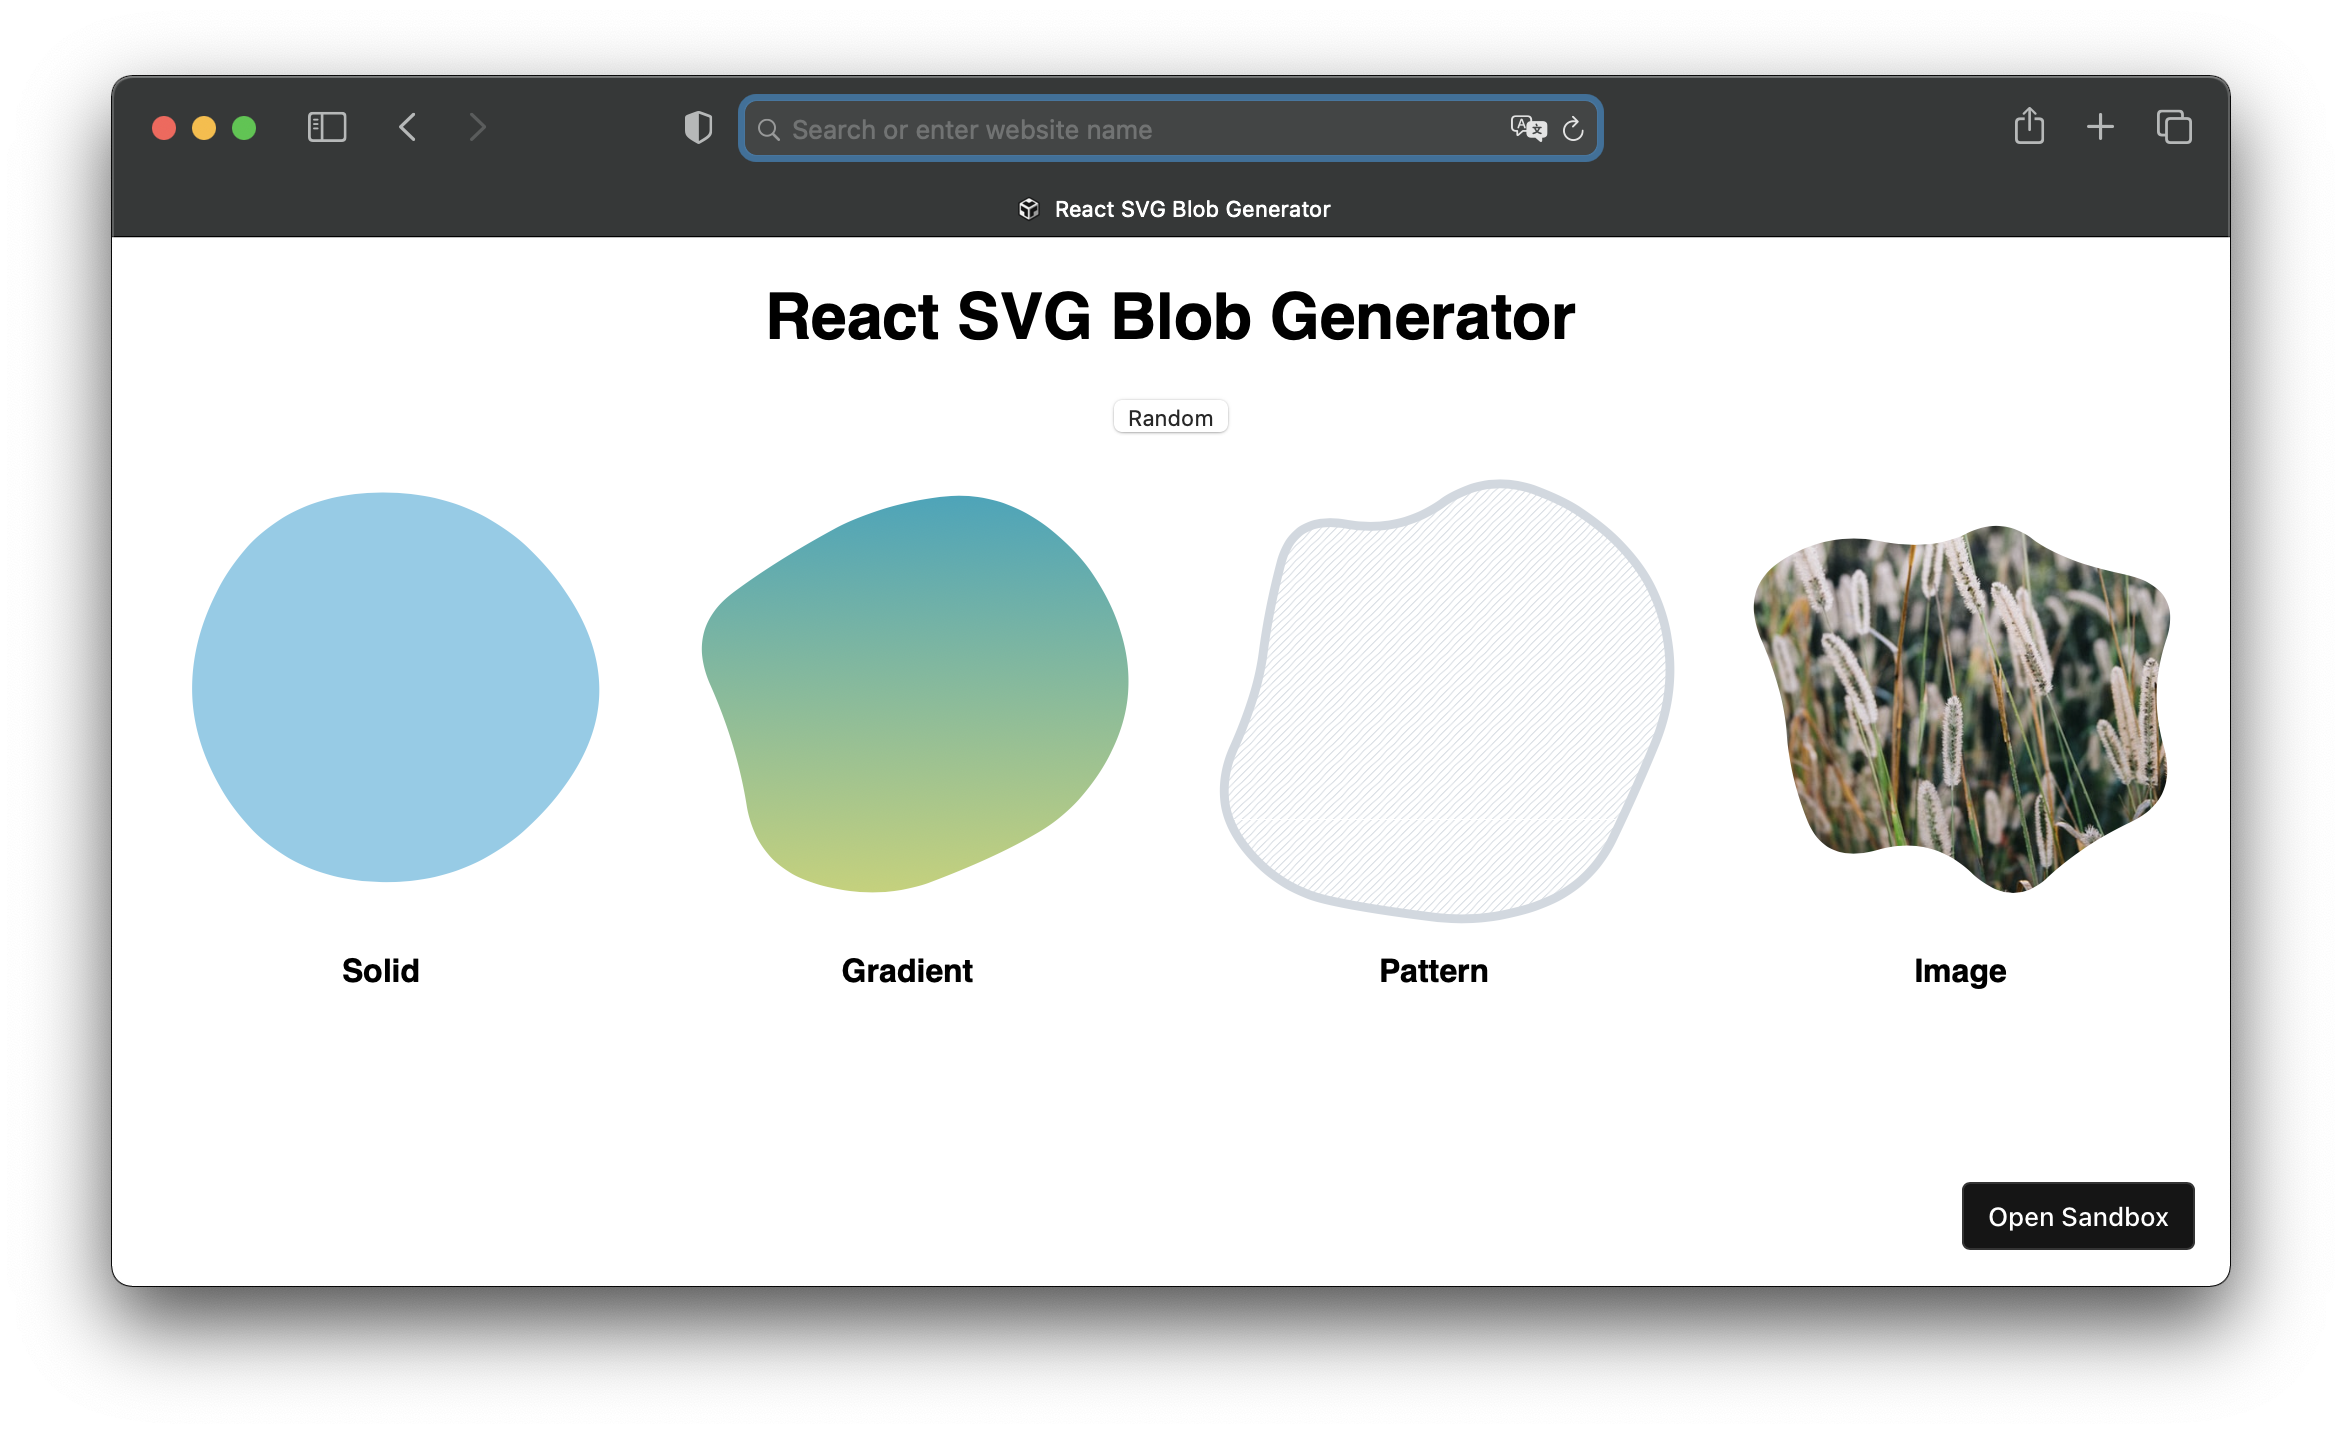 Search or enter website name
React SVG Blob Generator
React SVG Blob Generator
Random
Solid
Gradient
Pattern
Image
Open Sandbox